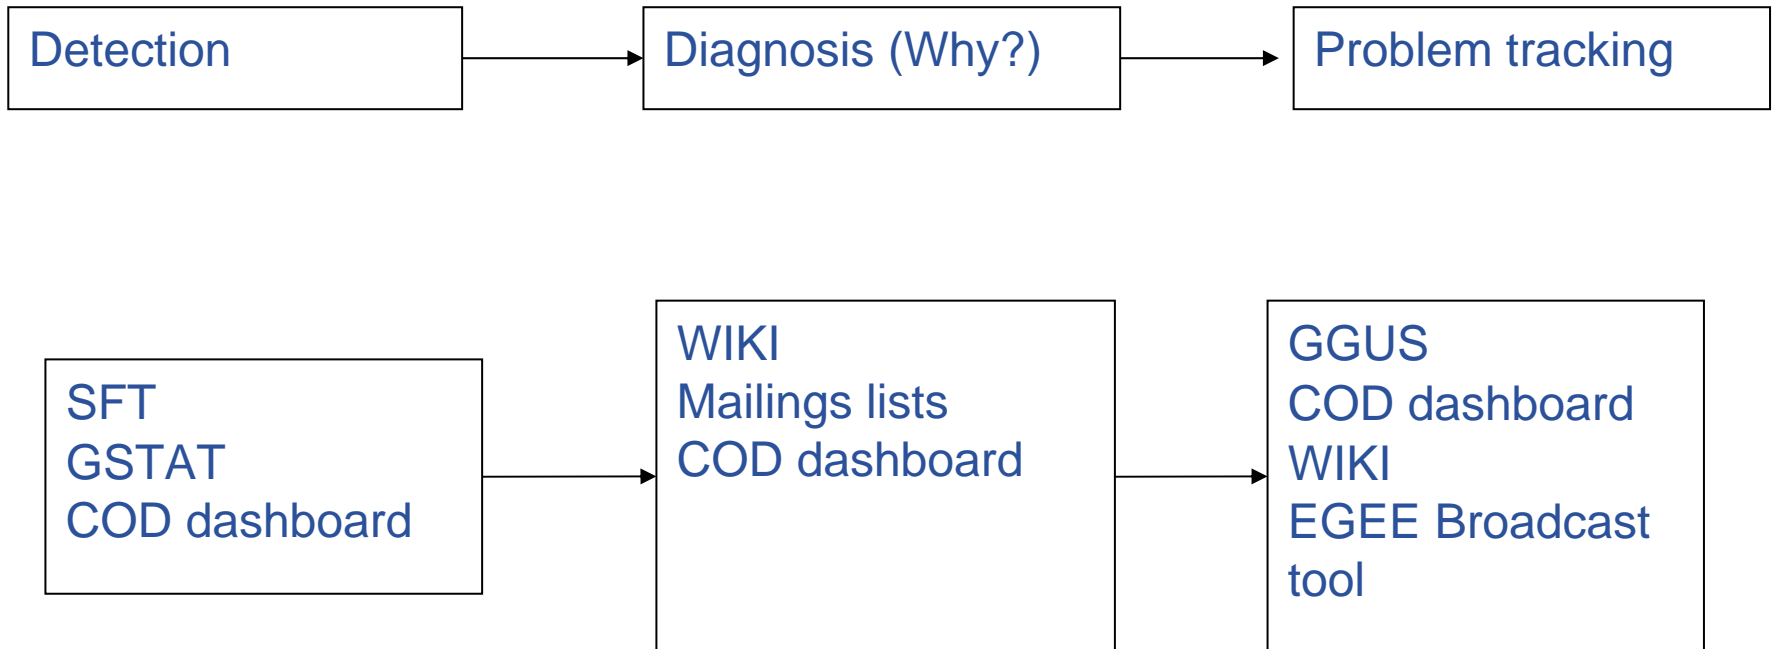 Detection
Diagnosis (Why?)
Problem tracking
SFT
GSTAT
COD dashboard
WIKI
Mailings lists
COD dashboard
GGUS
COD dashboard
WIKI
EGEE Broadcast
tool